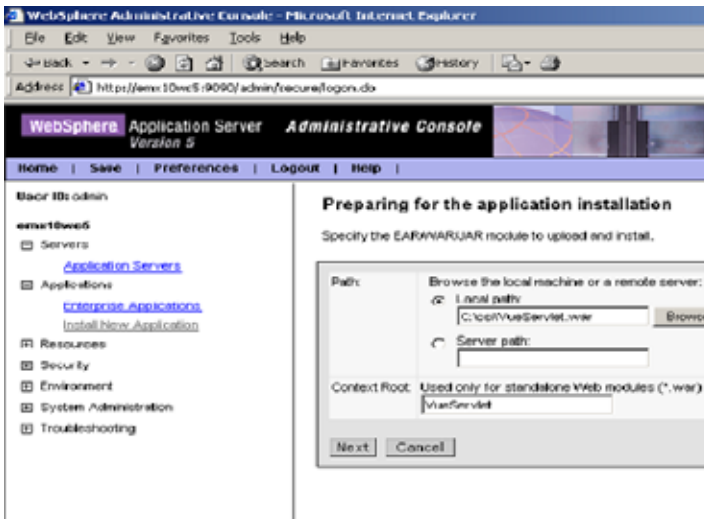 WebSphere Administrative Console - Microsoft Internet Explorer
File Edit View Favorites Tools Help
Back Search Favorites History
Address https://emx10wc5:9090/admin/secure/logon.do
WebSphere Application Server Administrative Console
Version 5
Home | Save | Preferences | Logout | Help |
User ID: admin
emx10wc5
Servers
Application Servers
Applications
Enterprise Applications
Install New Application
Resources
Security
Environment
System Administration
Troubleshooting
Preparing for the application installation
Specify the EAR/WAR/JAR module to upload and install.
Path: Browse the local machine or a remote server:
Local path:
VueServlet.war Brows
Server path:
Context Root: Used only for standalone Web modules (*.war)
VueServlet
Next Cancel